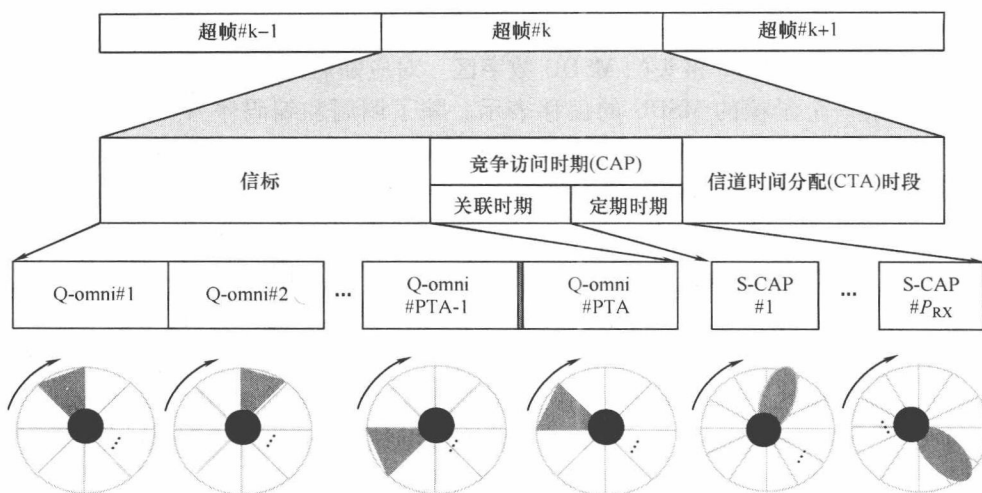 超帧#k-1 超帧#k 超帧#k+1
信标
竞争访问时期(CAP)
关联时期 定期时期
信道时间分配(CTA)时段
Q-omni#1 Q-omni#2 ... Q-omni #PTA-1 Q-omni #PTA S-CAP #1 ... S-CAP #PRX